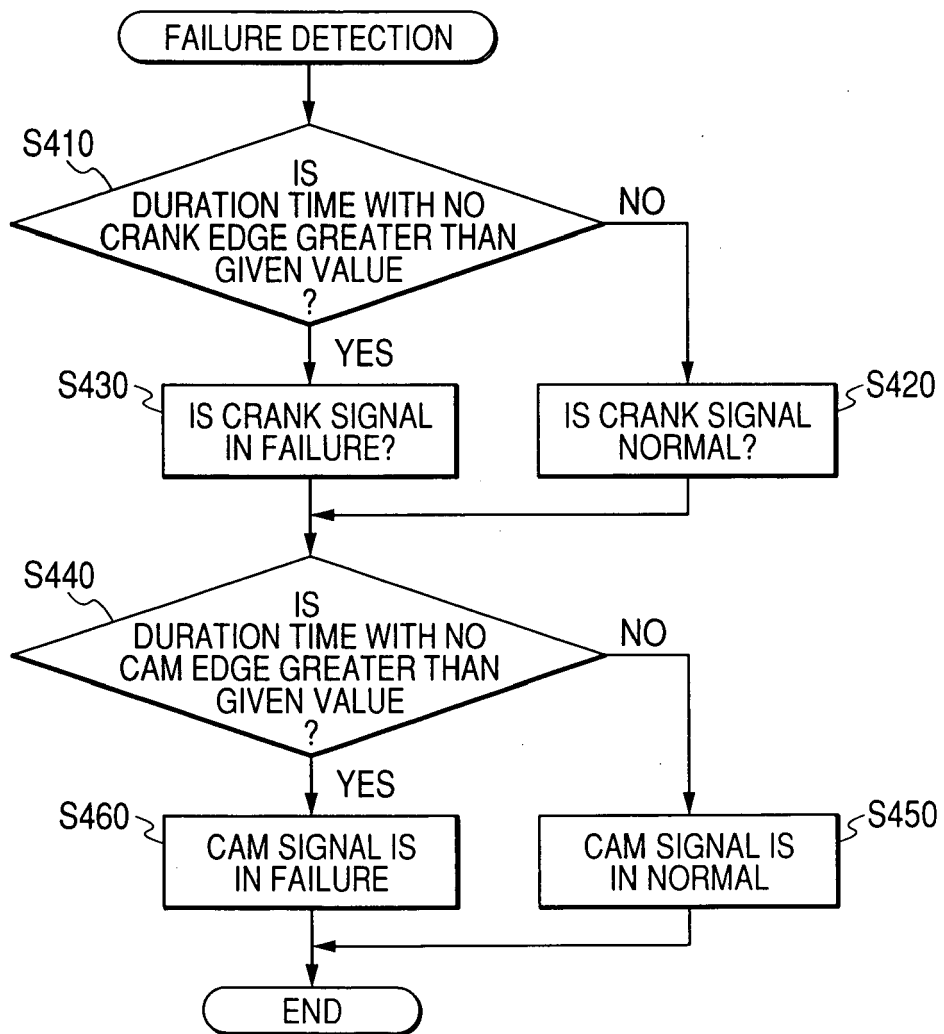 FAILURE DETECTION
S410
IS
DURATION TIME WITH NO
CRANK EDGE GREATER THAN
GIVEN VALUE
?
NO
YES
S430
IS CRANK SIGNAL
IN FAILURE?
S420
IS CRANK SIGNAL
NORMAL?
S440
IS
DURATION TIME WITH NO
CAM EDGE GREATER THAN
GIVEN VALUE
?
NO
YES
S460
CAM SIGNAL IS
IN FAILURE
S450
CAM SIGNAL IS
IN NORMAL
END